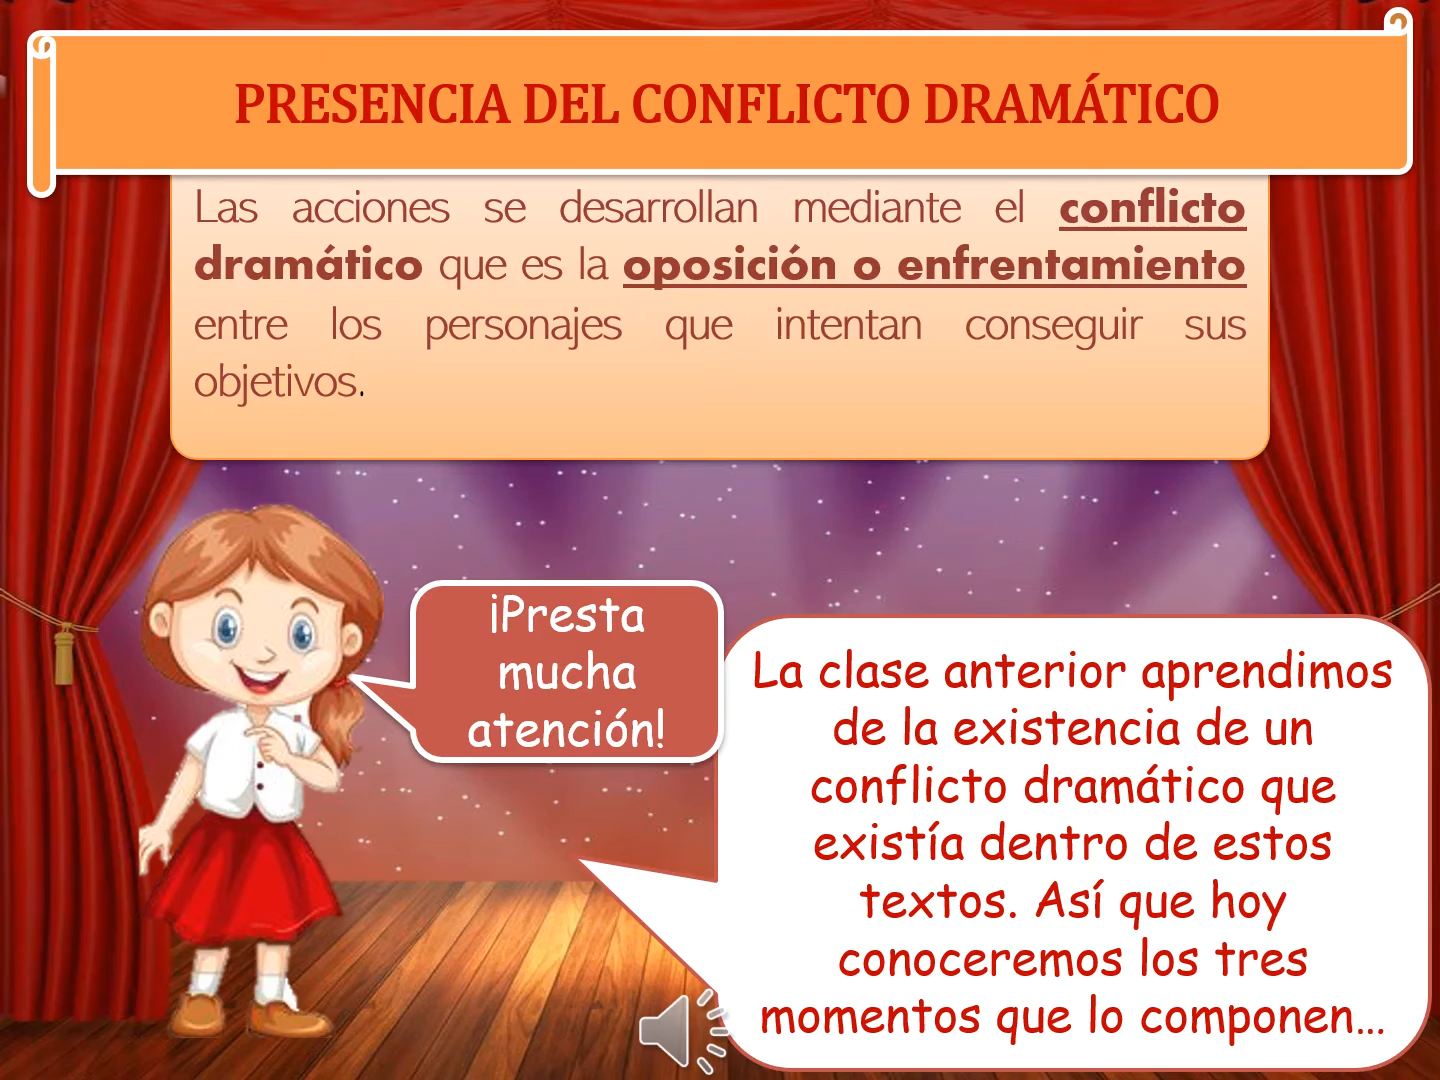 PRESENCIA DEL CONFLICTO DRAMÁTICO
Las acciones se desarrollan mediante el conflicto
dramático que es la oposición o enfrentamiento
entre los personajes que intentan conseguir sus
objetivos.
¡Presta
mucha
atención!
La clase anterior aprendimos
de la existencia de un
conflicto dramático que
existía dentro de estos
textos. Así que hoy
conoceremos los tres
momentos que lo componen...